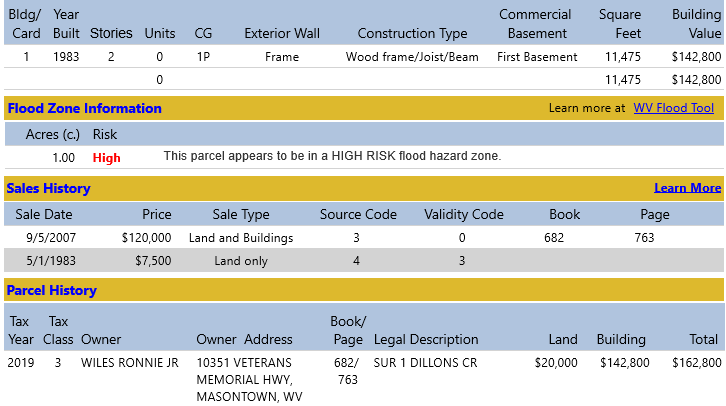 Bldg/ Year Commercial Square Building
Card Built Stories Units CG Exterior Wall Construction Type Basement Feet Value
1 1983 2 0 1P Frame Wood frame/Joist/Beam First Basement 11,475 $142,800
0 11,475 $142,800
Flood Zone Information Learn more at WV Flood Tool
Acres (c.) Risk
1.00 High This parcel appears to be in a HIGH RISK flood hazard zone.
Sales History Learn More
Sale Date Price Sale Type Source Code Validity Code Book Page
9/5/2007 $120,000 Land and Buildings 3 0 682 763
5/1/1983 $7,500 Land only 4 3
Parcel History
Tax Tax Book/
Year Class Owner Owner Address Page Legal Description Land Building Total
2019 3 WILES RONNIE JR 10351 VETERANS 682/ SUR 1 DILLONS CR $20,000 $142,800 $162,800
MEMORIAL HWY, 763
MASONTOWN, WV